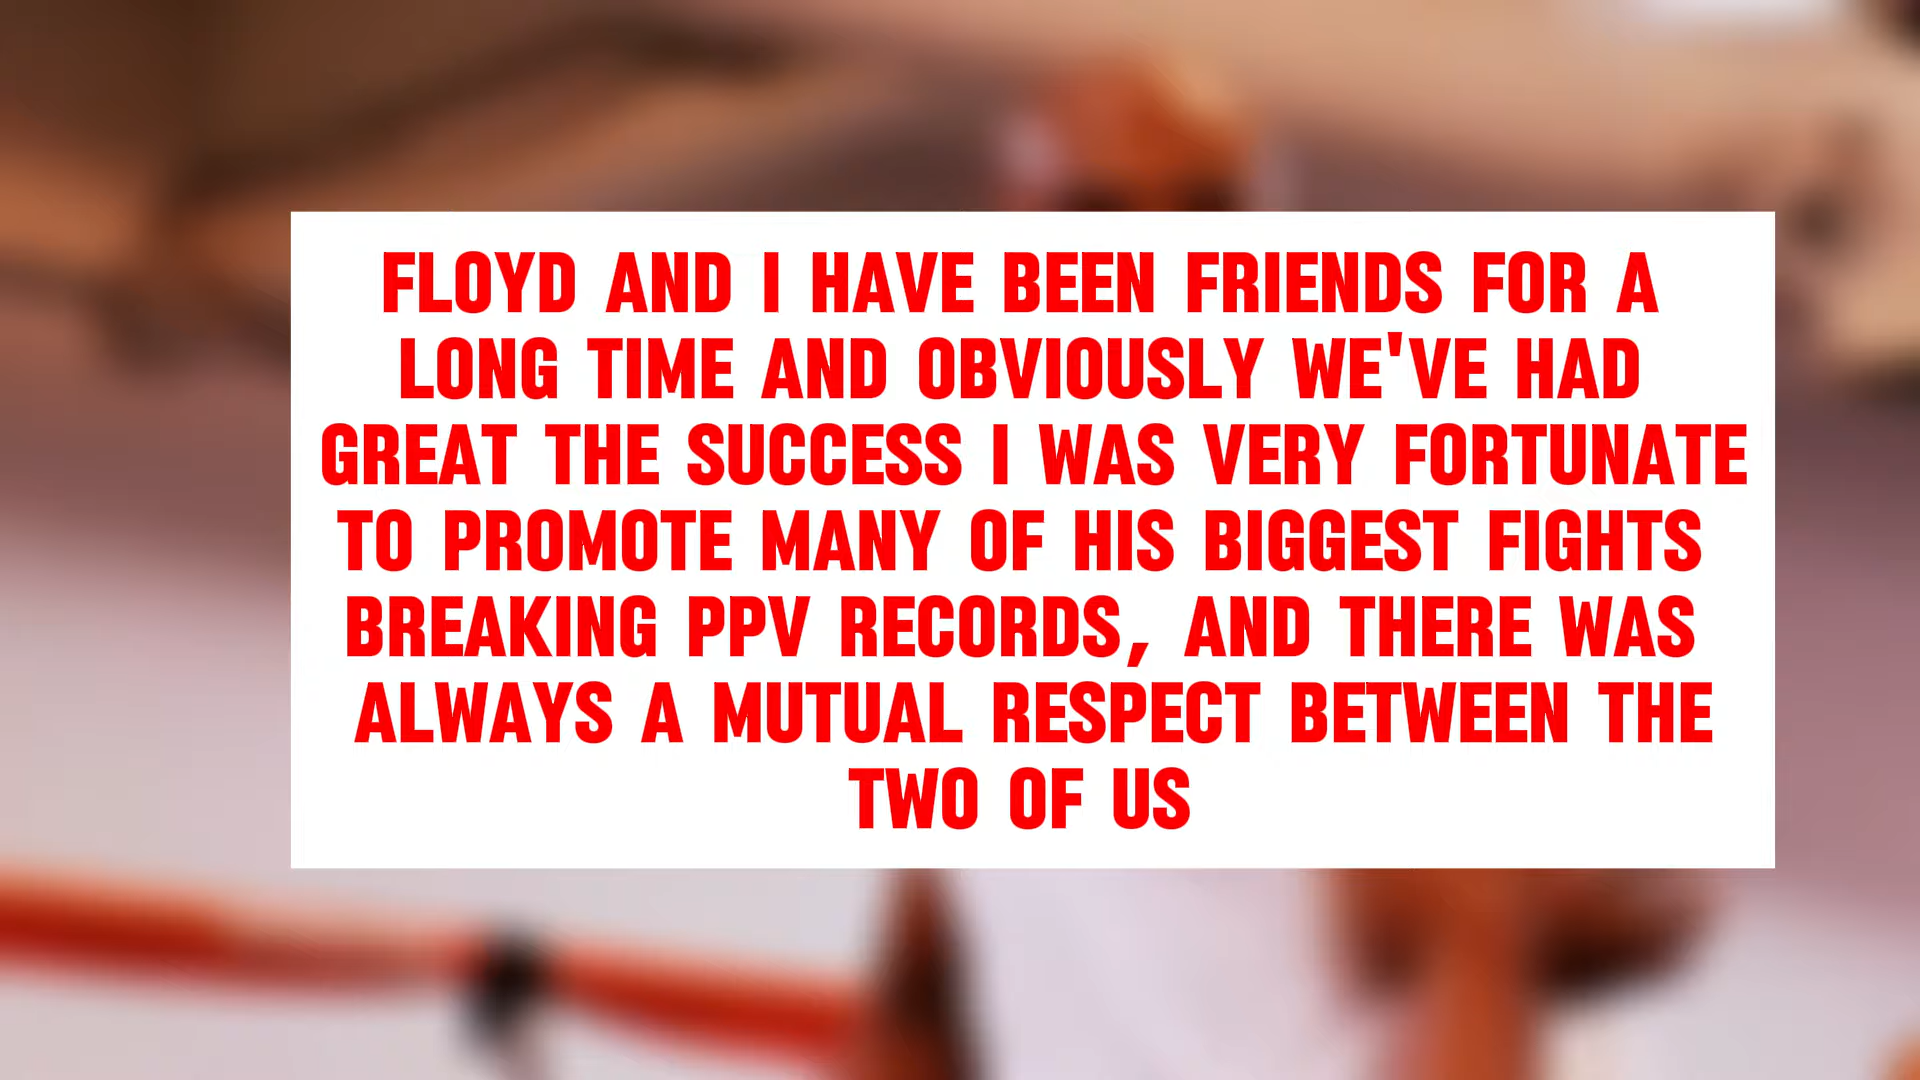 FLOYD AND I HAVE BEEN FRIENDS FOR A
LONG TIME AND OBVIOUSLY WE'VE HAD
GREAT THE SUCCESS I WAS VERY FORTUNATE
TO PROMOTE MANY OF HIS BIGGEST FIGHTS
BREAKING PPV RECORDS, AND THERE WAS
ALWAYS A MUTUAL RESPECT BETWEEN THE
TWO OF US